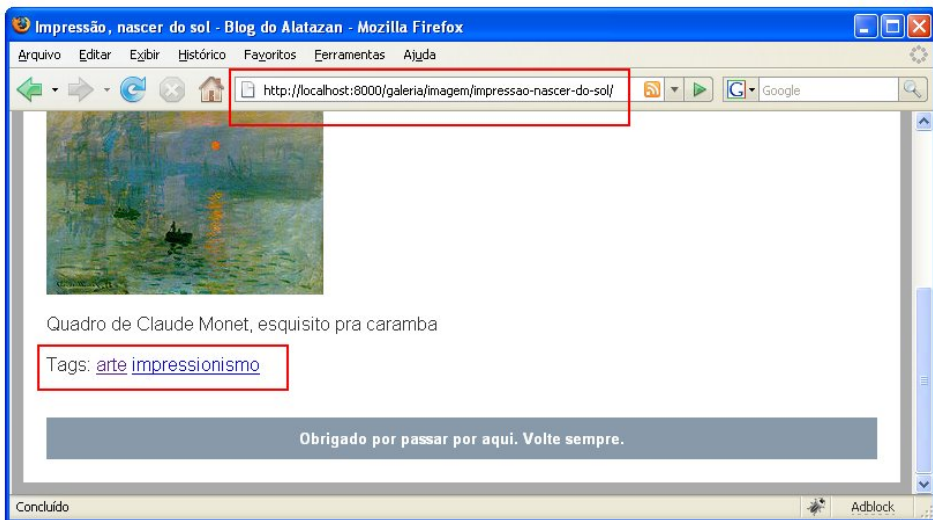 Impressão, nascer do sol - Blog do Alatazan - Mozilla Firefox
Arquivo Editar Exibir Histórico Favoritos Ferramentas Ajuda
http://localhost:8000/galeria/imagem/impressao-nascer-do-sol/
G Google
Quadro de Claude Monet, esquisito pra caramba
Tags: arte impressionismo
Obrigado por passar por aqui. Volte sempre.
Concluído Adblock